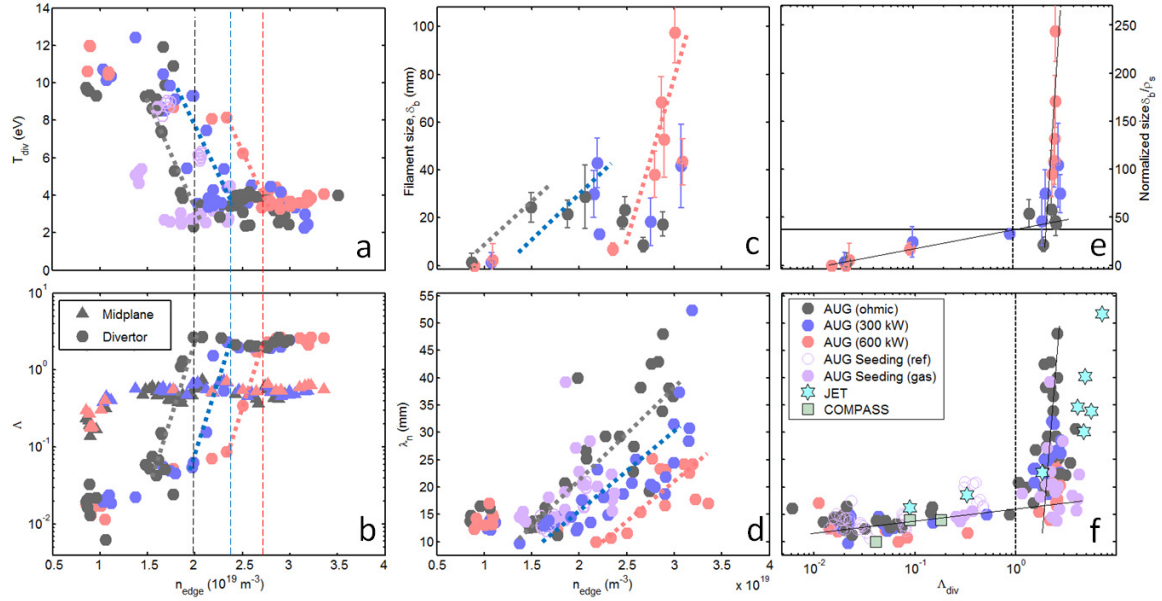 T_div (eV)
14
12
10
8
6
4
2
0
a
Filament size, δ_b (mm)
100
80
60
40
20
0
c
e
250
200
150
100
50
0
Normalized size δ_b/ρ_s
Λ
10^1
10^0
10^-1
10^-2
Midplane
Divertor
b
0.5 1 1.5 2 2.5 3 3.5 4
n_edge (10^19 m^-3)
λ_n (mm)
55
50
45
40
35
30
25
20
15
10
5
d
0.5 1 1.5 2 2.5 3 3.5 4
n_edge (m^-3)
x 10^19
AUG (ohmic)
AUG (300 kW)
AUG (600 kW)
AUG Seeding (ref)
AUG Seeding (gas)
JET
COMPASS
f
10^-2 10^-1 10^0 10^1
Λ_div